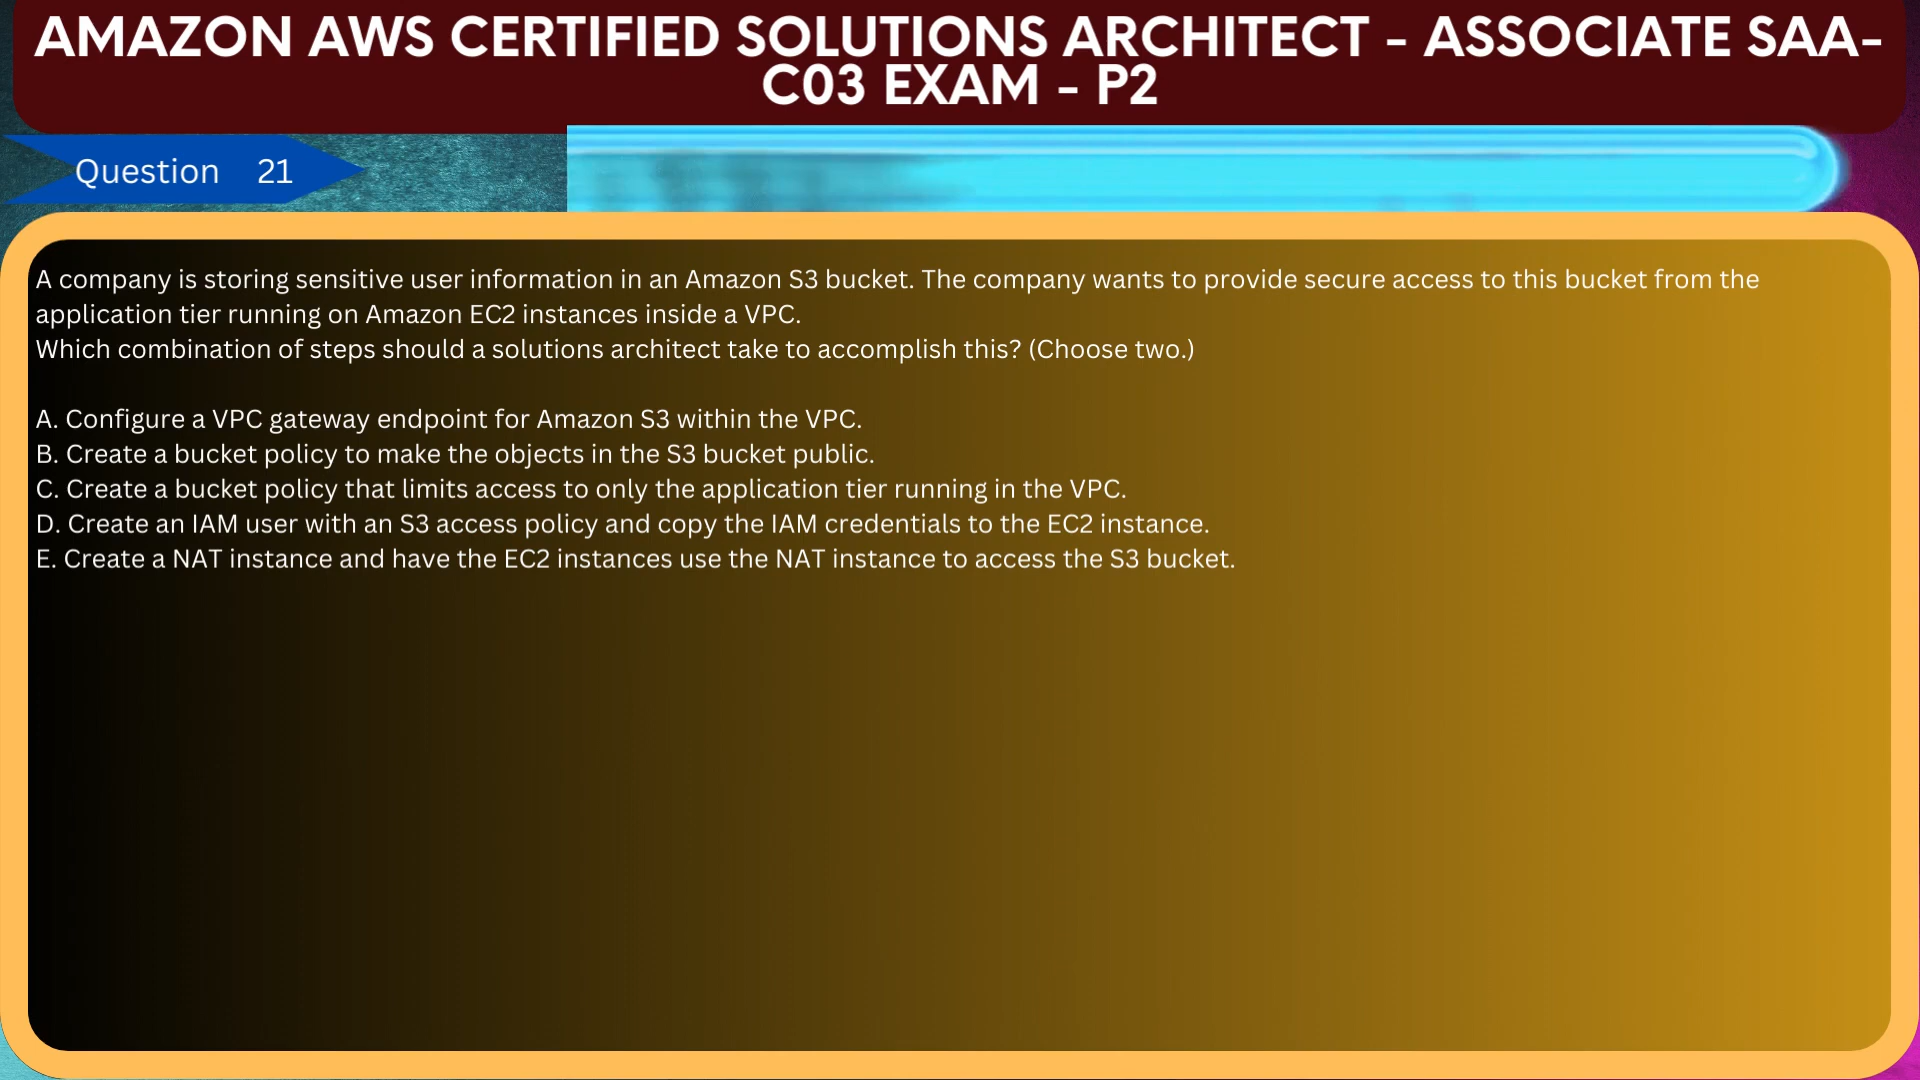 AMAZON AWS CERTIFIED SOLUTIONS ARCHITECT - ASSOCIATE SAA-
C03 EXAM - P2
Question 21
A company is storing sensitive user information in an Amazon S3 bucket. The company wants to provide secure access to this bucket from the
application tier running on Amazon EC2 instances inside a VPC.
Which combination of steps should a solutions architect take to accomplish this? (Choose two.)
A. Configure a VPC gateway endpoint for Amazon S3 within the VPC.
B. Create a bucket policy to make the objects in the S3 bucket public.
C. Create a bucket policy that limits access to only the application tier running in the VPC.
D. Create an IAM user with an S3 access policy and copy the IAM credentials to the EC2 instance.
E. Create a NAT instance and have the EC2 instances use the NAT instance to access the S3 bucket.